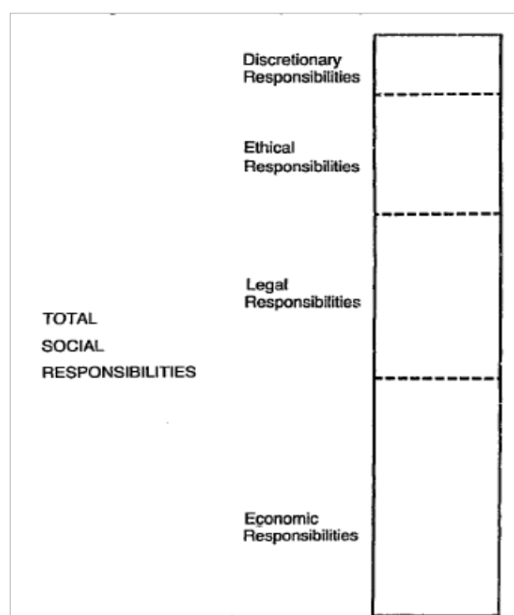 Discretionary
Responsibilities
Ethical
Responsibilities
Legal
Responsibilities
TOTAL
SOCIAL
RESPONSIBILITIES
Economic
Responsibilities